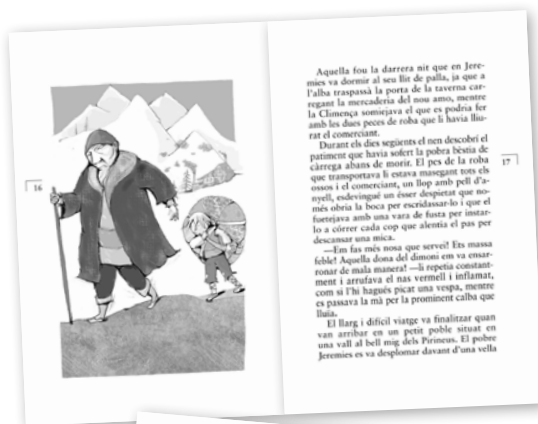 16
Aquella fou la darrera nit que en Jere-
mies va dormir al seu llit de palla, ja que a
l'alba traspassà la porta de la taverna car-
regant la mercaderia del nou amo, mentre
la Climença somiejava el que es podria fer
amb les dues peces de roba que li havia lliu-
rat el comerciant.
Durant els dies següents el nen descobrí el
patiment que havia sofert la pobra bèstia de
càrrega abans de morir. El pes de la roba
que transportava li estava masegant tots els
ossos i el comerciant, un llop amb pell d'a-
nyell, esdevingué un ésser despietat que no-
més obria la boca per escridassar-lo i que el
fuetejava amb una vara de fusta per instar-
lo a córrer cada cop que alentia el pas per
descansar una mica.
—Em fas més nosa que servei! Ets massa
feble! Aquella dona del dimoni em va ensar-
ronar de mala manera! —li repetia constant-
ment i arrufava el nas vermell i inflamat,
com si l'hi hagués picat una vespa, mentre
es passava la mà per la prominent calba que
lluïa.
El llarg i difícil viatge va finalitzar quan
van arribar en un petit poble situat en
una vall al bell mig dels Pirineus. El pobre
Jeremies es va desplomar davant d'una vella
17